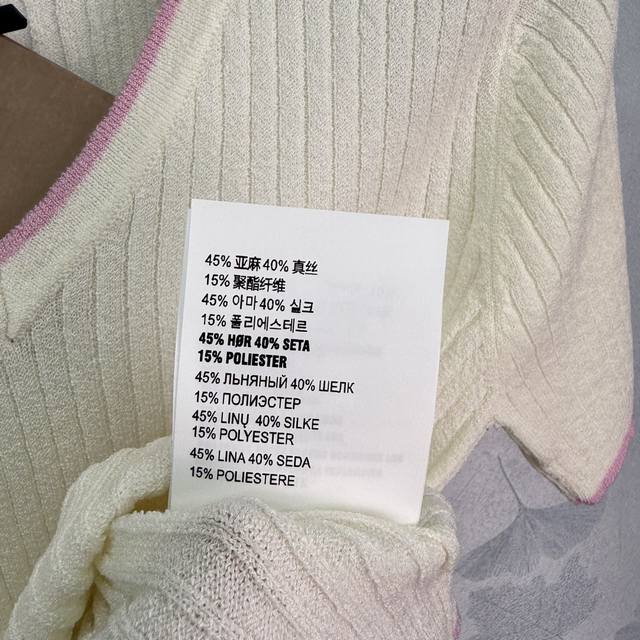 45% 亚麻 40% 真丝
15% 聚酯纤维
45% 아마 40% 실크
15% 폴리에스테르
45% HØR 40% SETA
15% POLIESTER
45% ЛЬНЯНЫЙ 40% ШЕЛК
15% ПОЛИЭСТЕР
45% LINŲ 40% SILKE
15% POLYESTER
45% LINA 40% SEDA
15% POLIESTERE